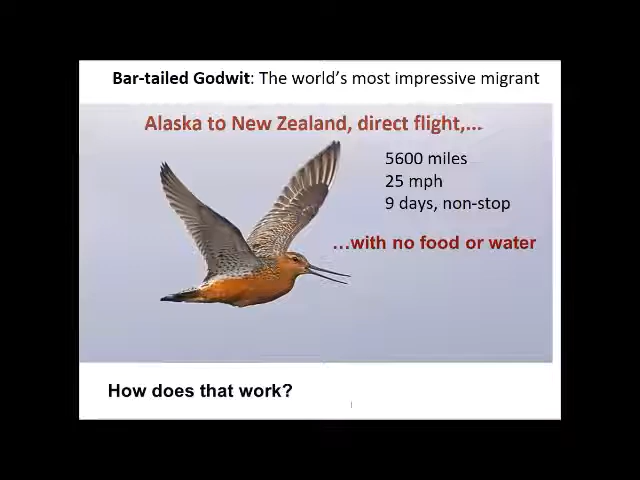 Bar-tailed Godwit: The world's most impressive migrant
Alaska to New Zealand, direct flight,...
5600 miles
25 mph
9 days, non-stop
...with no food or water
How does that work?